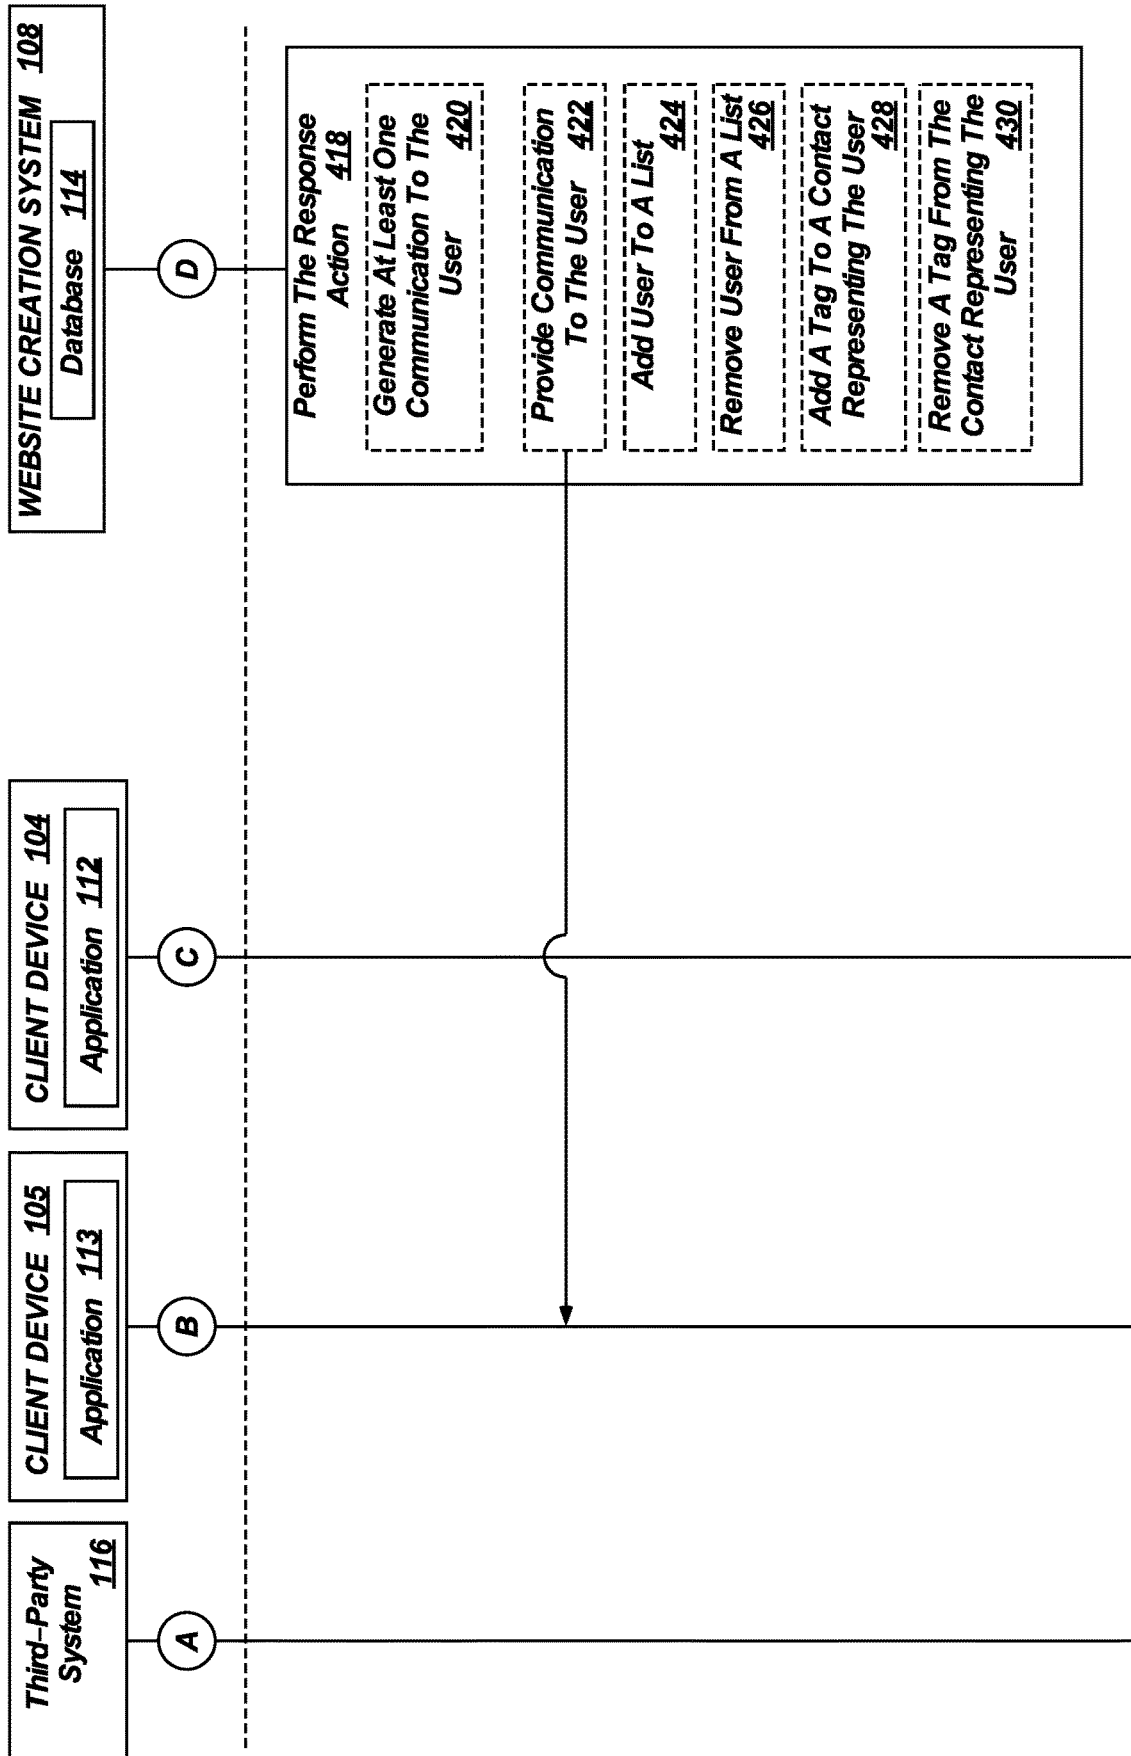 Third–Party
System
116
CLIENT DEVICE 105
Application 113
CLIENT DEVICE 104
Application 112
WEBSITE CREATION SYSTEM 108
Database 114
A
B
C
D
Perform The Response
Action 418
Generate At Least One
Communication To The
User 420
Provide Communication
To The User 422
Add User To A List
424
Remove User From A List
426
Add A Tag To A Contact
Representing The User
428
Remove A Tag From The
Contact Representing The
User 430